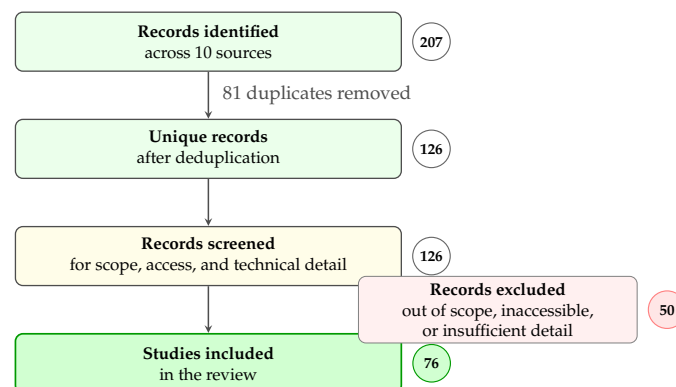 Records identified
across 10 sources
207
81 duplicates removed
Unique records
after deduplication
126
Records screened
for scope, access, and technical detail
126
Records excluded
out of scope, inaccessible,
or insufficient detail
50
Studies included
in the review
76